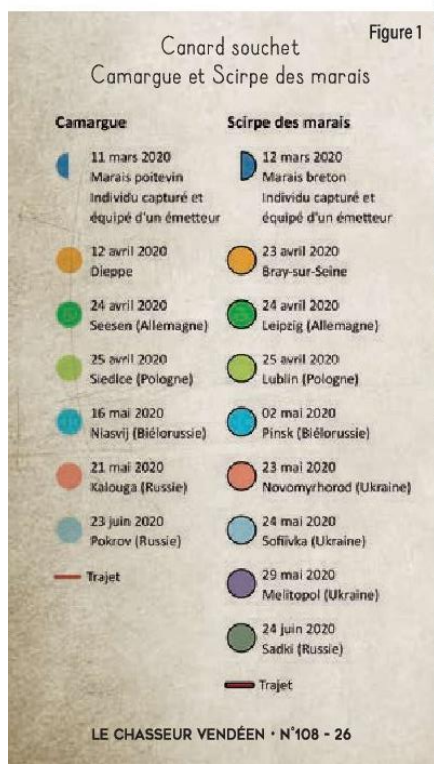 Figure 1
Canard souchet
Camargue et Scirpe des marais
Camargue
11 mars 2020
Marais poitevin
Individu capturé et
équipé d'un émetteur
12 avril 2020
Dieppe
24 avril 2020
Seesen (Allemagne)
25 avril 2020
Siedlce (Pologne)
16 mai 2020
Niasvij (Biélorussie)
21 mai 2020
Kalouga (Russie)
23 juin 2020
Pokrov (Russie)
Trajet
Scirpe des marais
12 mars 2020
Marais breton
Individu capturé et
équipé d'un émetteur
23 avril 2020
Bray-sur-Seine
24 avril 2020
Leipzig (Allemagne)
25 avril 2020
Lublin (Pologne)
02 mai 2020
Pinsk (Biélorussie)
23 mai 2020
Novomyrhorod (Ukraine)
24 mai 2020
Sofiivka (Ukraine)
29 mai 2020
Melitopol (Ukraine)
24 juin 2020
Sadki (Russie)
Trajet
LE CHASSEUR VENDÉEN • N°108 - 26